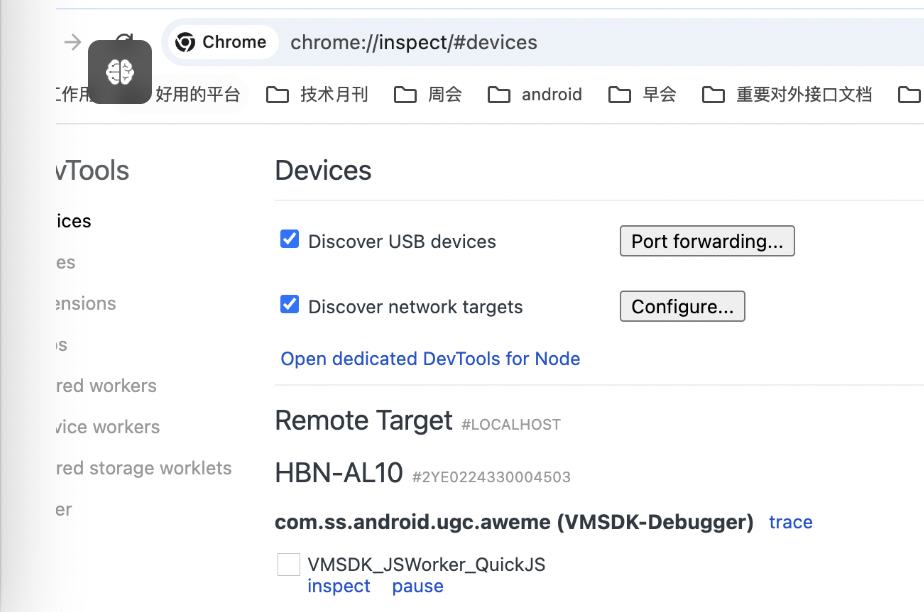 Chrome chrome://inspect/#devices
工作用 好用的平台 技术月刊 周会 android 早会 重要对外接口文档
vTools
ices
es
ensions
os
red workers
vice workers
red storage worklets
er
Devices
Discover USB devices Port forwarding...
Discover network targets Configure...
Open dedicated DevTools for Node
Remote Target #LOCALHOST
HBN-AL10 #2YE0224330004503
com.ss.android.ugc.aweme (VMSDK-Debugger) trace
VMSDK_JSWorker_QuickJS
inspect pause